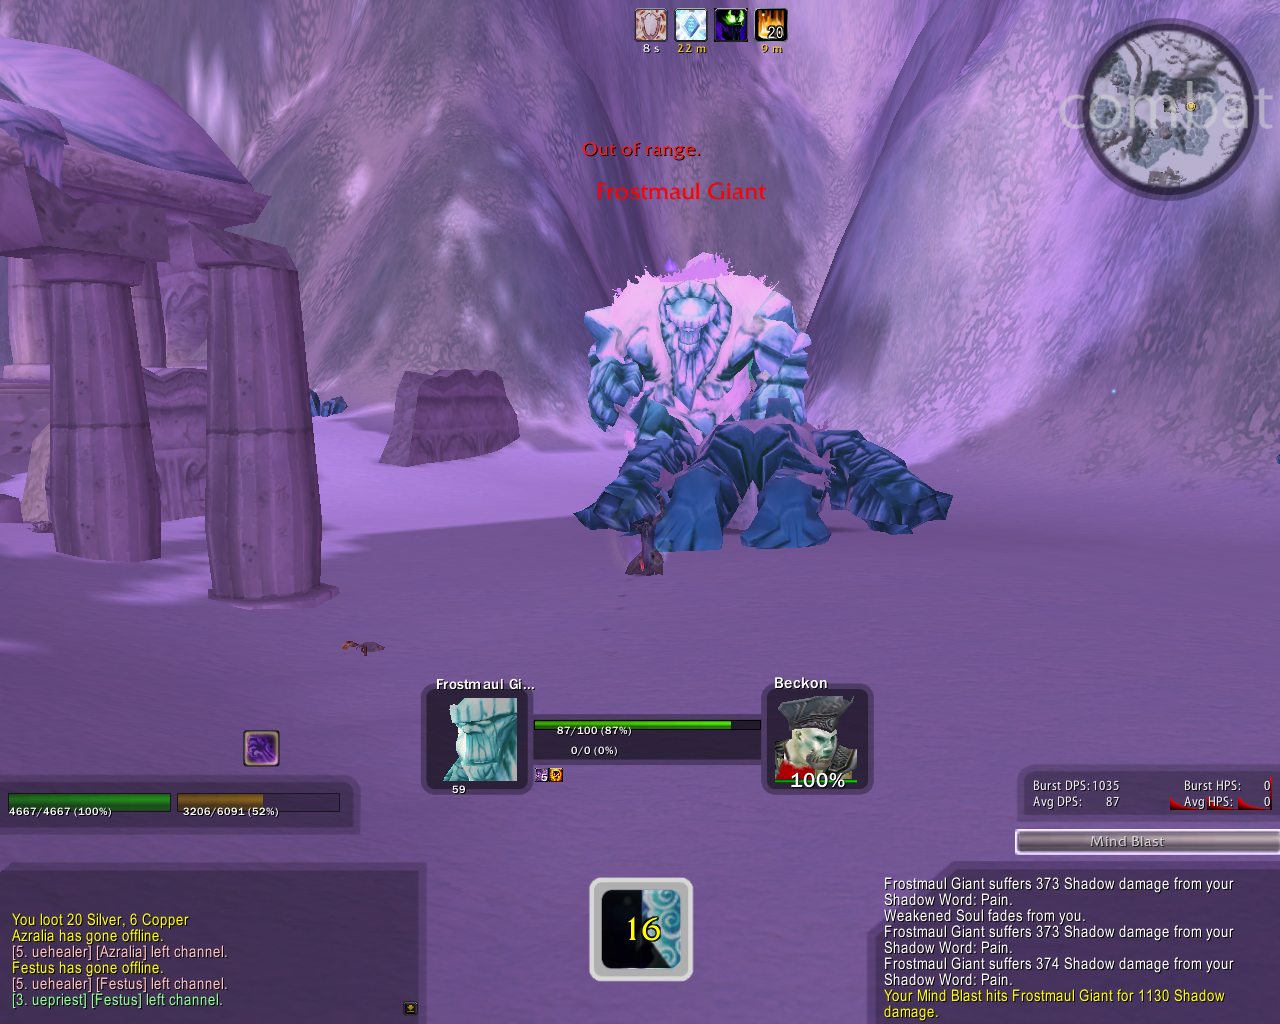 20
8 s
22 m
9 m
combat
Out of range.
Frostmaul Giant
Frostmaul Gi...
Beckon
87/100 (87%)
0/0 (0%)
5
59
100%
4667/4667 (100%)
3206/6091 (52%)
Burst DPS: 1035
Burst HPS: 0
Avg DPS: 87
Avg HPS: 0
Mind Blast
16
You loot 20 Silver, 6 Copper
Azralia has gone offline.
[5. uehealer] [Azralia] left channel.
Festus has gone offline.
[5. uehealer] [Festus] left channel.
[3. uepriest] [Festus] left channel.
Frostmaul Giant suffers 373 Shadow damage from your
Shadow Word: Pain.
Weakened Soul fades from you.
Frostmaul Giant suffers 373 Shadow damage from your
Shadow Word: Pain.
Frostmaul Giant suffers 374 Shadow damage from your
Shadow Word: Pain.
Your Mind Blast hits Frostmaul Giant for 1130 Shadow
damage.